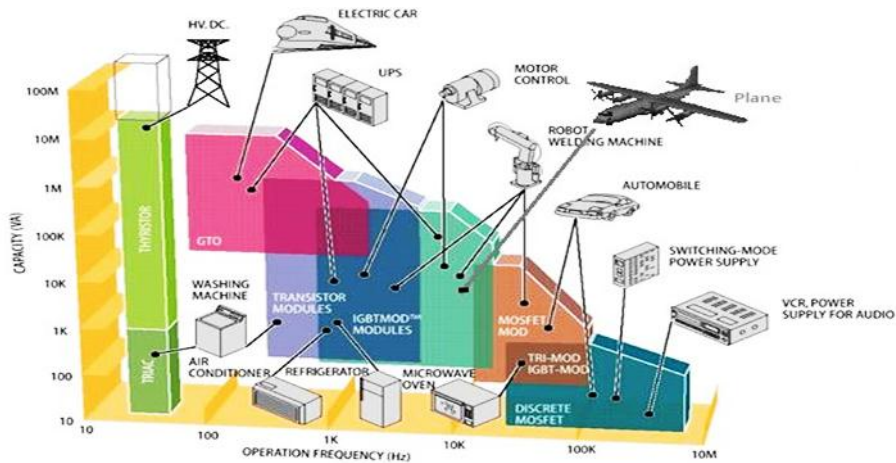 HV. DC.
ELECTRIC CAR
UPS
MOTOR
CONTROL
Plane
ROBOT
WELDING MACHINE
AUTOMOBILE
SWITCHING-MODE
POWER SUPPLY
VCR, POWER
SUPPLY FOR AUDIO
CAPACITY (VA)
100M
10M
1M
100K
10K
1K
100
10
THYRISTOR
TRIAC
GTO
WASHING
MACHINE
AIR
CONDITIONER
TRANSISTOR
MODULES
IGBTMOD™
MODULES
REFRIGERATOR
MICROWAVE
OVEN
MOSFET
MOD
TRI-MOD
IGBT-MOD
DISCRETE
MOSFET
10
100
1K
10K
100K
10M
OPERATION FREQUENCY (Hz)